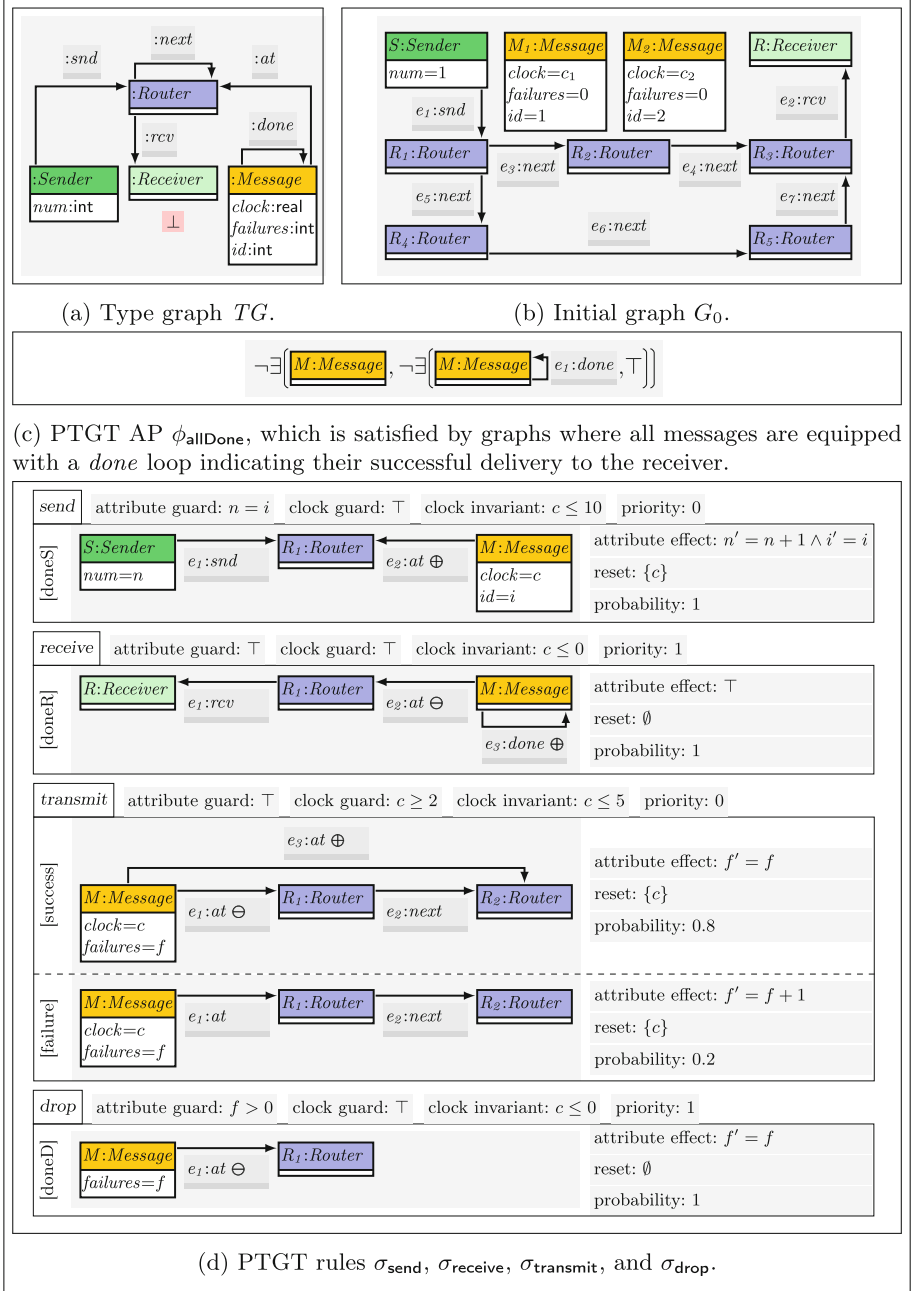 :snd
:next
:at
:Router
:rcv
:done
:Sender
num:int
:Receiver
⊥
:Message
clock:real
failures:int
id:int
(a) Type graph TG.
S:Sender
num=1
M1:Message
clock=c1
failures=0
id=1
M2:Message
clock=c2
failures=0
id=2
R:Receiver
e1:snd
e2:rcv
R1:Router
e3:next
R2:Router
e4:next
R3:Router
e5:next
e7:next
R4:Router
e6:next
R5:Router
(b) Initial graph G0.
¬∃(M:Message, ¬∃(M:Message e1:done, ⊤))
(c) PTGT AP ϕallDone, which is satisfied by graphs where all messages are equipped
with a done loop indicating their successful delivery to the receiver.
send attribute guard: n = i clock guard: ⊤ clock invariant: c ≤ 10 priority: 0
[doneS]
S:Sender
num=n
e1:snd
R1:Router
e2:at ⊕
M:Message
clock=c
id=i
attribute effect: n′ = n + 1 ∧ i′ = i
reset: {c}
probability: 1
receive attribute guard: ⊤ clock guard: ⊤ clock invariant: c ≤ 0 priority: 1
[doneR]
R:Receiver
e1:rcv
R1:Router
e2:at ⊖
M:Message
e3:done ⊕
attribute effect: ⊤
reset: ∅
probability: 1
transmit attribute guard: ⊤ clock guard: c ≥ 2 clock invariant: c ≤ 5 priority: 0
[success]
e3:at ⊕
M:Message
clock=c
failures=f
e1:at ⊖
R1:Router
e2:next
R2:Router
attribute effect: f′ = f
reset: {c}
probability: 0.8
[failure]
M:Message
clock=c
failures=f
e1:at
R1:Router
e2:next
R2:Router
attribute effect: f′ = f + 1
reset: {c}
probability: 0.2
drop attribute guard: f > 0 clock guard: ⊤ clock invariant: c ≤ 0 priority: 1
[doneD]
M:Message
failures=f
e1:at ⊖
R1:Router
attribute effect: f′ = f
reset: ∅
probability: 1
(d) PTGT rules σsend, σreceive, σtransmit, and σdrop.